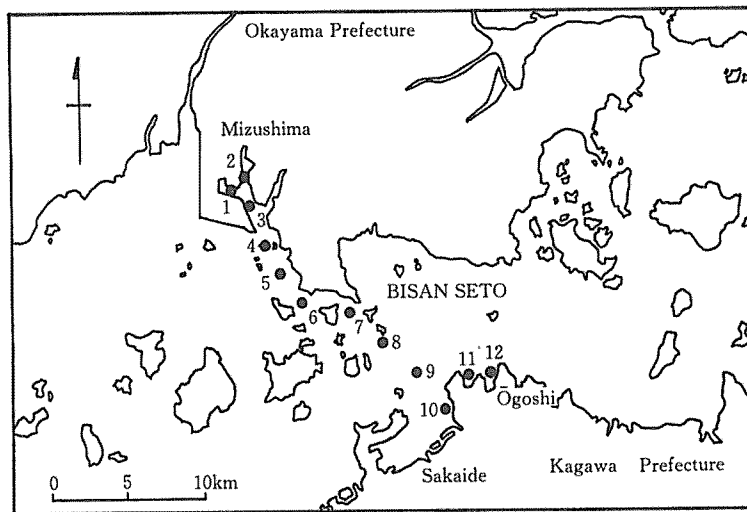 Okayama Prefecture
Mizushima
2
1
3
4
5
BISAN SETO
6
7
8
9
11
12
Ōgoshi
10
Sakaide
Kagawa Prefecture
0
5
10km